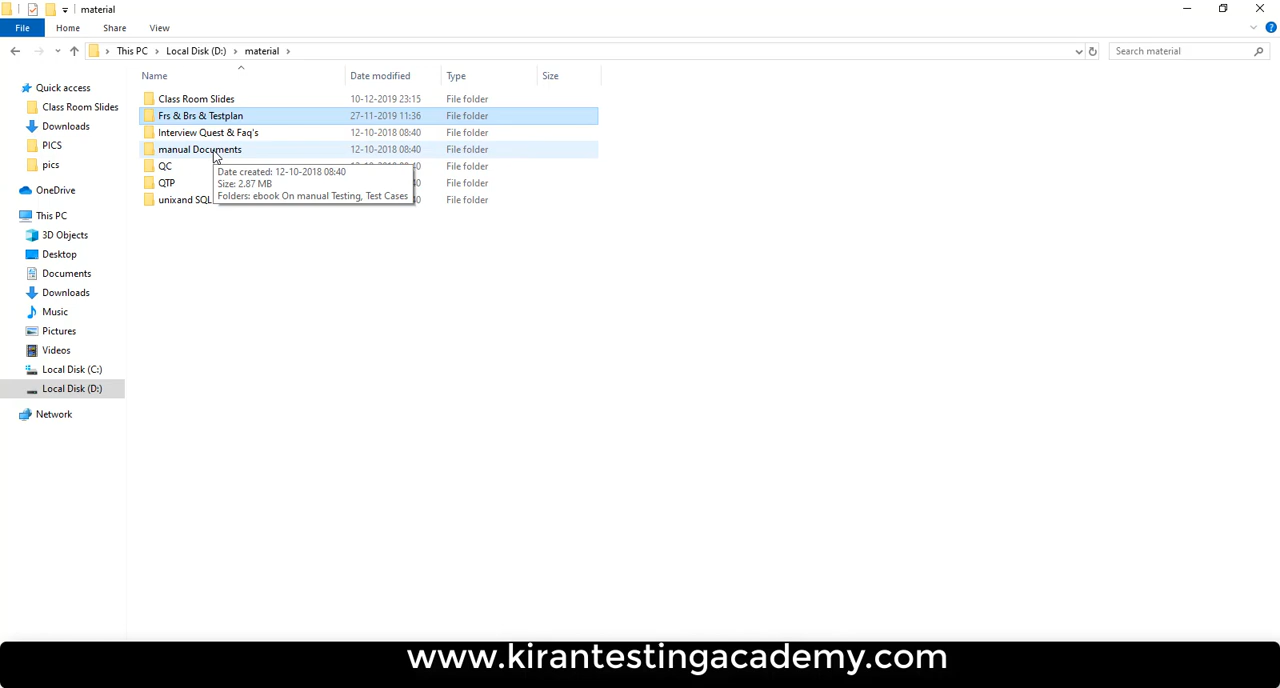 material
File Home Share View
This PC Local Disk (D:) material Search material
Name Date modified Type Size
Quick access
Class Room Slides
Downloads
PICS
pics
OneDrive
This PC
3D Objects
Desktop
Documents
Downloads
Music
Pictures
Videos
Local Disk (C:)
Local Disk (D:)
Network
Class Room Slides 10-12-2019 23:15 File folder
Frs & Brs & Testplan 27-11-2019 11:36 File folder
Interview Quest & Faq's 12-10-2018 08:40 File folder
manual Documents 12-10-2018 08:40 File folder
QC File folder
QTP File folder
unixand SQL File folder
Date created: 12-10-2018 08:40
Size: 2.87 MB
Folders: ebook On manual Testing, Test Cases
www.kirantestingacademy.com